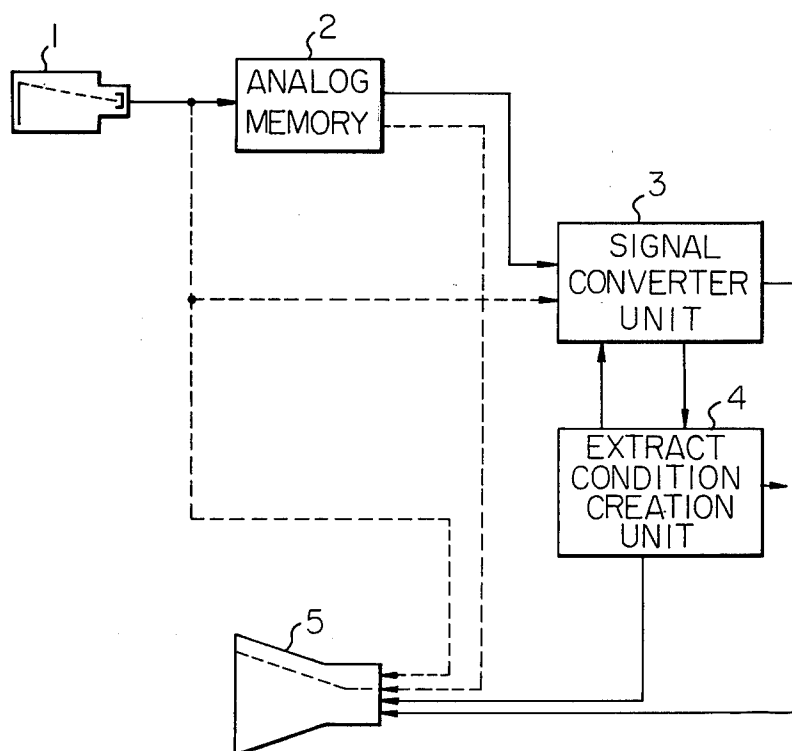 1
2
ANALOG
MEMORY
3
SIGNAL
CONVERTER
UNIT
4
EXTRACT
CONDITION
CREATION
UNIT
5